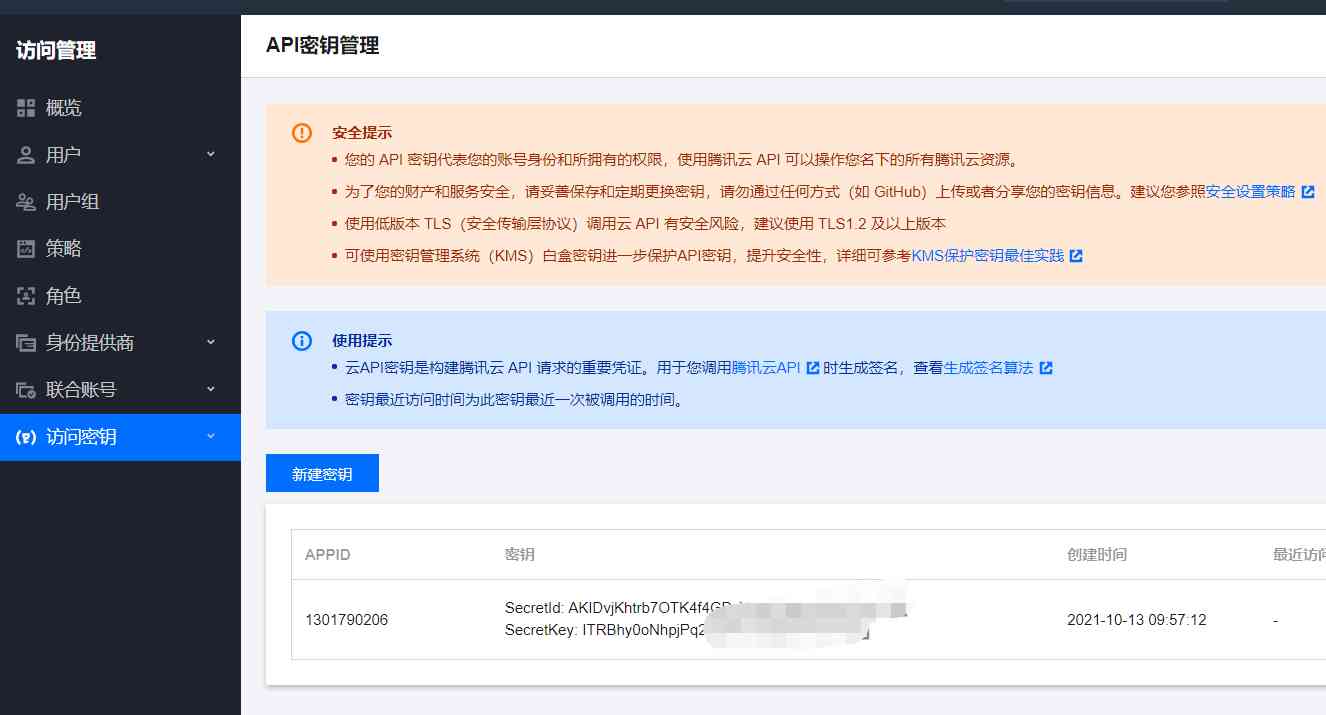 访问管理
概览
用户
用户组
策略
角色
身份提供商
联合账号
访问密钥
API密钥管理
安全提示
• 您的 API 密钥代表您的账号身份和所拥有的权限，使用腾讯云 API 可以操作您名下的所有腾讯云资源。
• 为了您的财产和服务安全，请妥善保存和定期更换密钥，请勿通过任何方式（如 GitHub）上传或者分享您的密钥信息。建议您参照安全设置策略
• 使用低版本 TLS（安全传输层协议）调用云 API 有安全风险，建议使用 TLS1.2 及以上版本
• 可使用密钥管理系统（KMS）白盒密钥进一步保护API密钥，提升安全性，详细可参考KMS保护密钥最佳实践
使用提示
• 云API密钥是构建腾讯云 API 请求的重要凭证。用于您调用腾讯云API 时生成签名，查看生成签名算法
• 密钥最近访问时间为此密钥最近一次被调用的时间。
新建密钥
APPID 密钥 创建时间 最近访问
1301790206 2021-10-13 09:57:12 -
SecretId: AKIDvjKhtrb7OTK4f4G
SecretKey: ITRBhy0oNhpjPq2